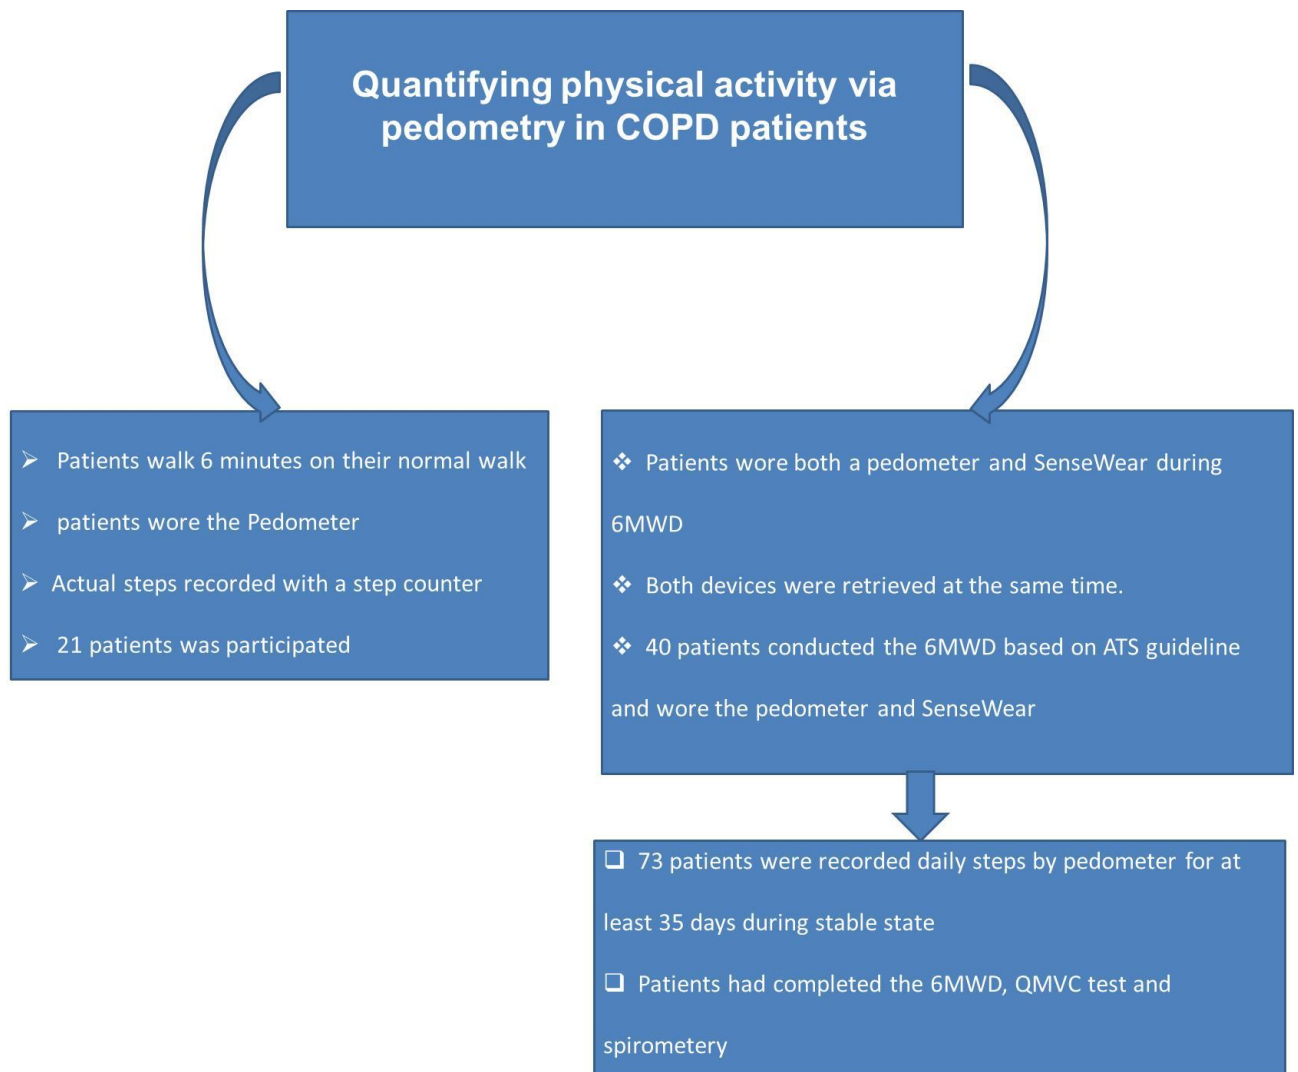 Quantifying physical activity via
pedometry in COPD patients
➢ Patients walk 6 minutes on their normal walk
➢ patients wore the Pedometer
➢ Actual steps recorded with a step counter
➢ 21 patients was participated
❖ Patients wore both a pedometer and SenseWear during
6MWD
❖ Both devices were retrieved at the same time.
❖ 40 patients conducted the 6MWD based on ATS guideline
and wore the pedometer and SenseWear
❑ 73 patients were recorded daily steps by pedometer for at
least 35 days during stable state
❑ Patients had completed the 6MWD, QMVC test and
spirometery